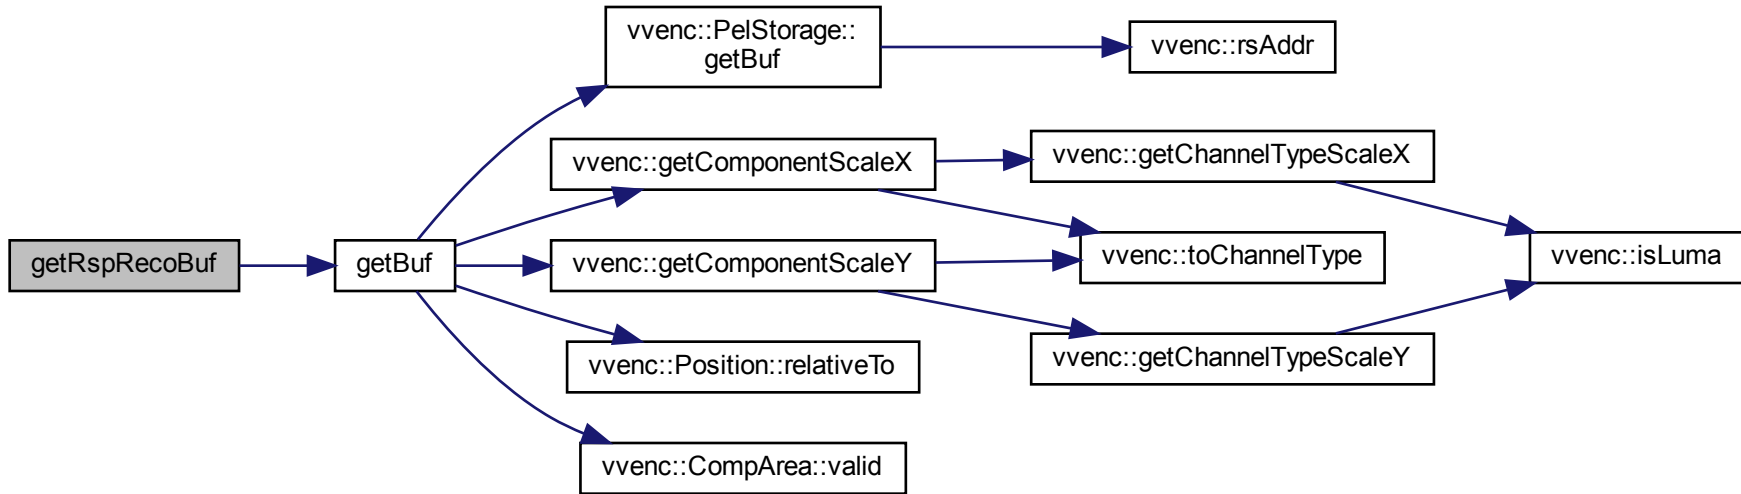 getRspRecoBuf
getBuf
vvenc::PelStorage::
getBuf
vvenc::getComponentScaleX
vvenc::getComponentScaleY
vvenc::Position::relativeTo
vvenc::CompArea::valid
vvenc::rsAddr
vvenc::getChannelTypeScaleX
vvenc::toChannelType
vvenc::getChannelTypeScaleY
vvenc::isLuma